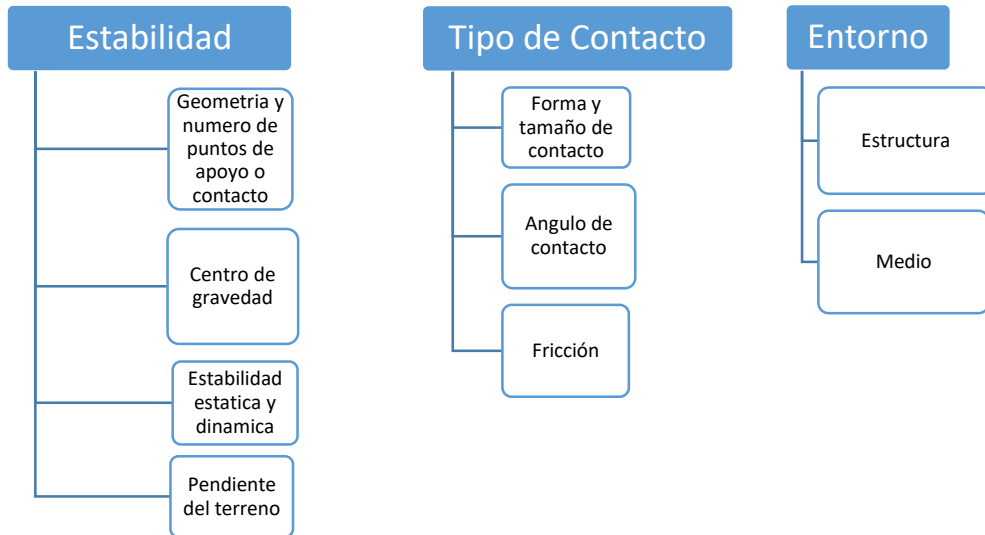 Estabilidad
Geometria y
numero de
puntos de
apoyo o
contacto
Centro de
gravedad
Estabilidad
estatica y
dinamica
Pendiente
del terreno
Tipo de Contacto
Forma y
tamaño de
contacto
Angulo de
contacto
Fricción
Entorno
Estructura
Medio